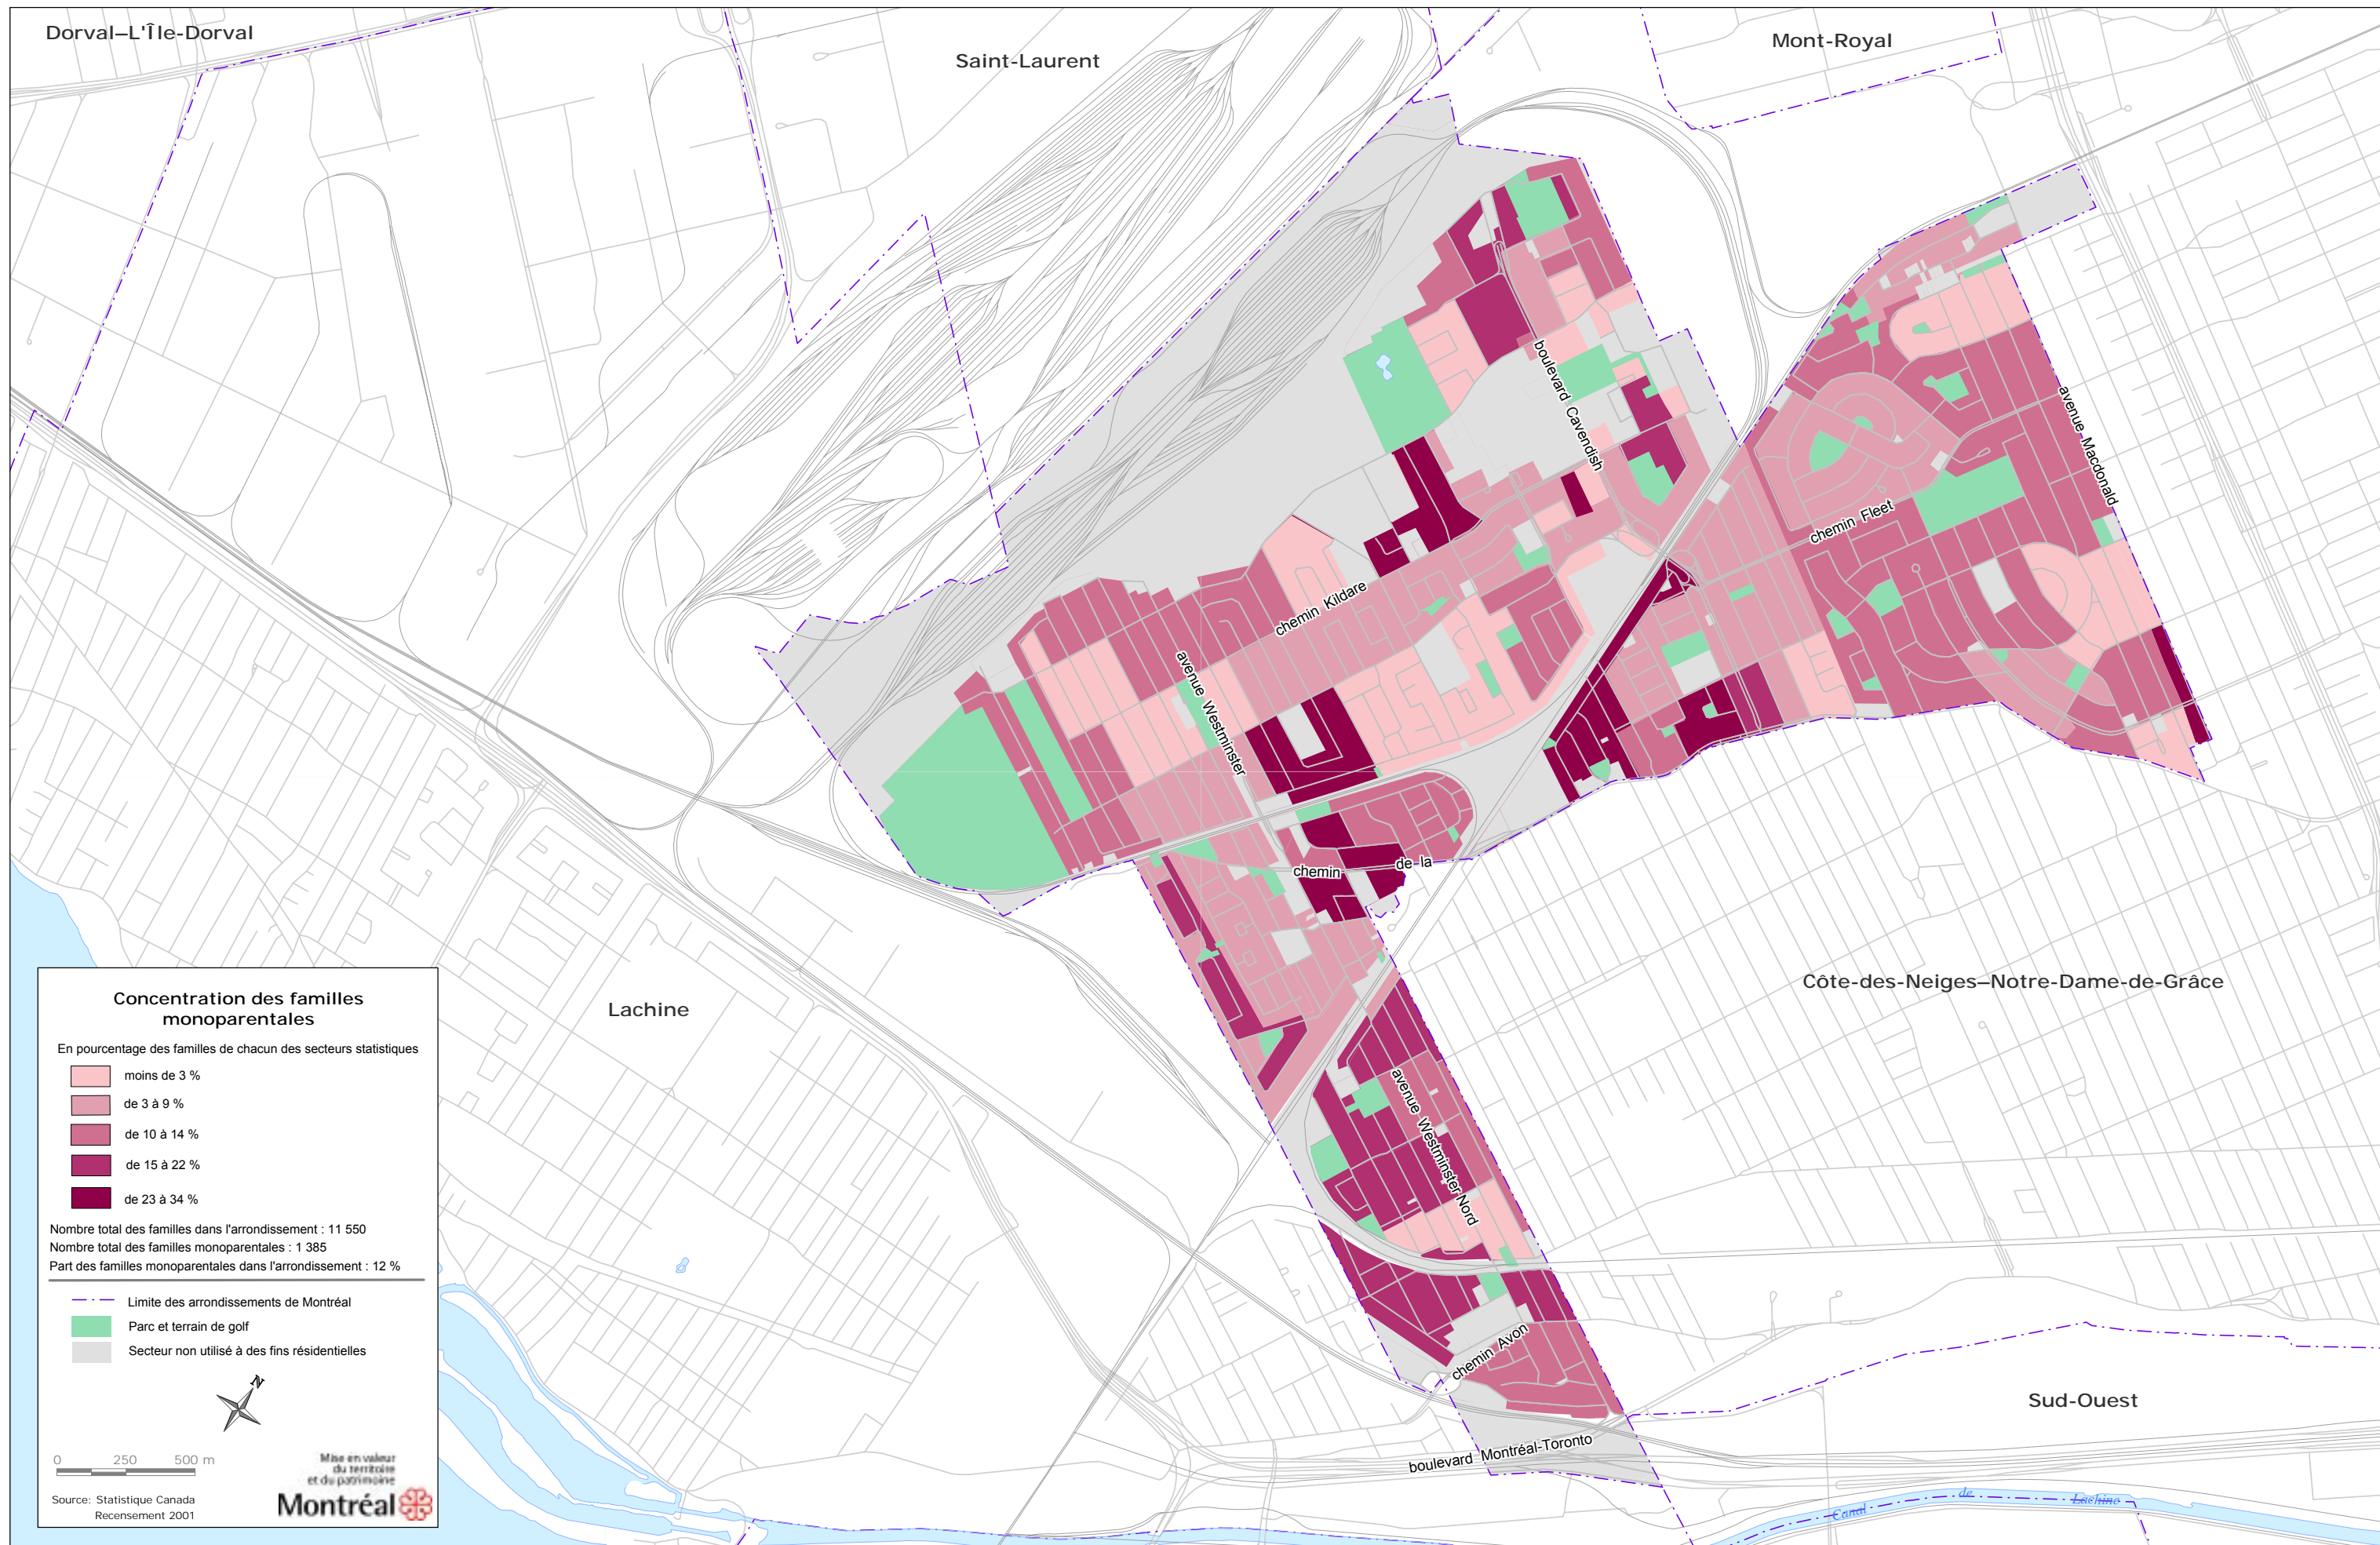 Dorval–L'Île-Dorval
Saint-Laurent
Mont-Royal
boulevard Cavendish
avenue Macdonald
chemin Fleet
chemin Kildare
avenue Westminster
chemin de la
Lachine
Côte-des-Neiges–Notre-Dame-de-Grâce
avenue Westminster Nord
chemin Avon
Sud-Ouest
boulevard Montréal-Toronto
Canal de Lachine
Concentration des familles
monoparentales
En pourcentage des familles de chacun des secteurs statistiques
moins de 3 %
de 3 à 9 %
de 10 à 14 %
de 15 à 22 %
de 23 à 34 %
Nombre total des familles dans l'arrondissement : 11 550
Nombre total des familles monoparentales : 1 385
Part des familles monoparentales dans l'arrondissement : 12 %
Limite des arrondissements de Montréal
Parc et terrain de golf
Secteur non utilisé à des fins résidentielles
N
0 250 500 m
Source: Statistique Canada
Recensement 2001
Mise en valeur
du territoire
et du patrimoine
Montréal